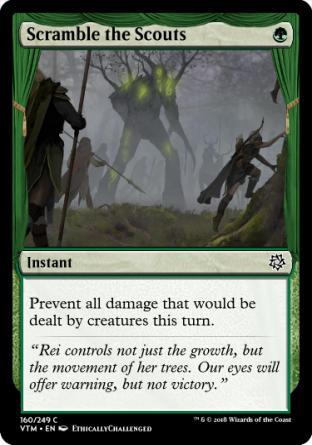 Scramble the Scouts
Instant
Prevent all damage that would be
dealt by creatures this turn.
“Rei controls not just the growth, but
the movement of her trees. Our eyes will
offer warning, but not victory.”
160/249 C
VTM • EN EthicallyChallenged
™ & © 2018 Wizards of the Coast